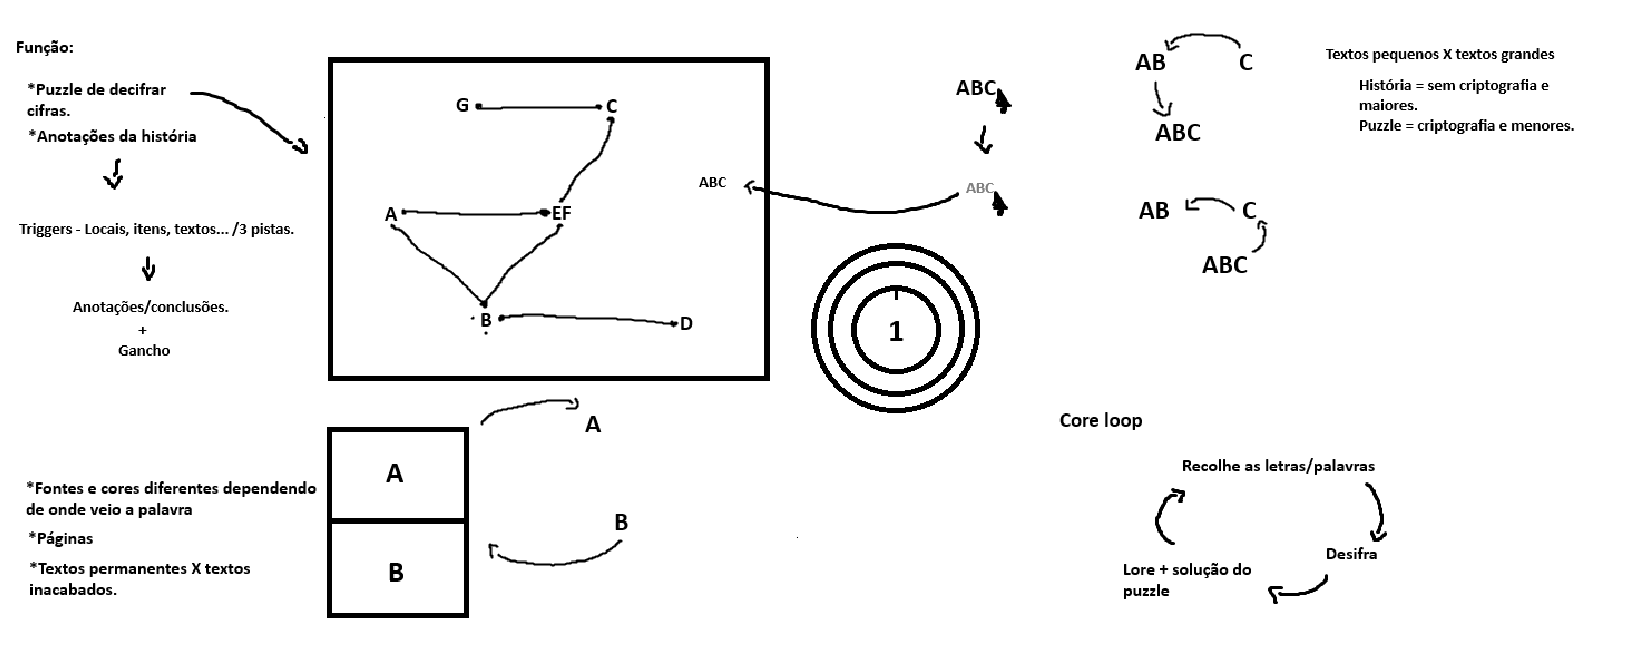 Função:
*Puzzle de decifrar
cifras.
*Anotações da história
Triggers - Locais, itens, textos... /3 pistas.
Anotações/conclusões.
+
Gancho
G
C
A
EF
B
D
ABC
ABC
ABC
1
AB
C
ABC
AB
C
ABC
Textos pequenos X textos grandes
História = sem criptografia e
maiores.
Puzzle = criptografia e menores.
*Fontes e cores diferentes dependendo
de onde veio a palavra
*Páginas
*Textos permanentes X textos
inacabados.
A
B
A
B
Core loop
Recolhe as letras/palavras
Desifra
Lore + solução do
puzzle